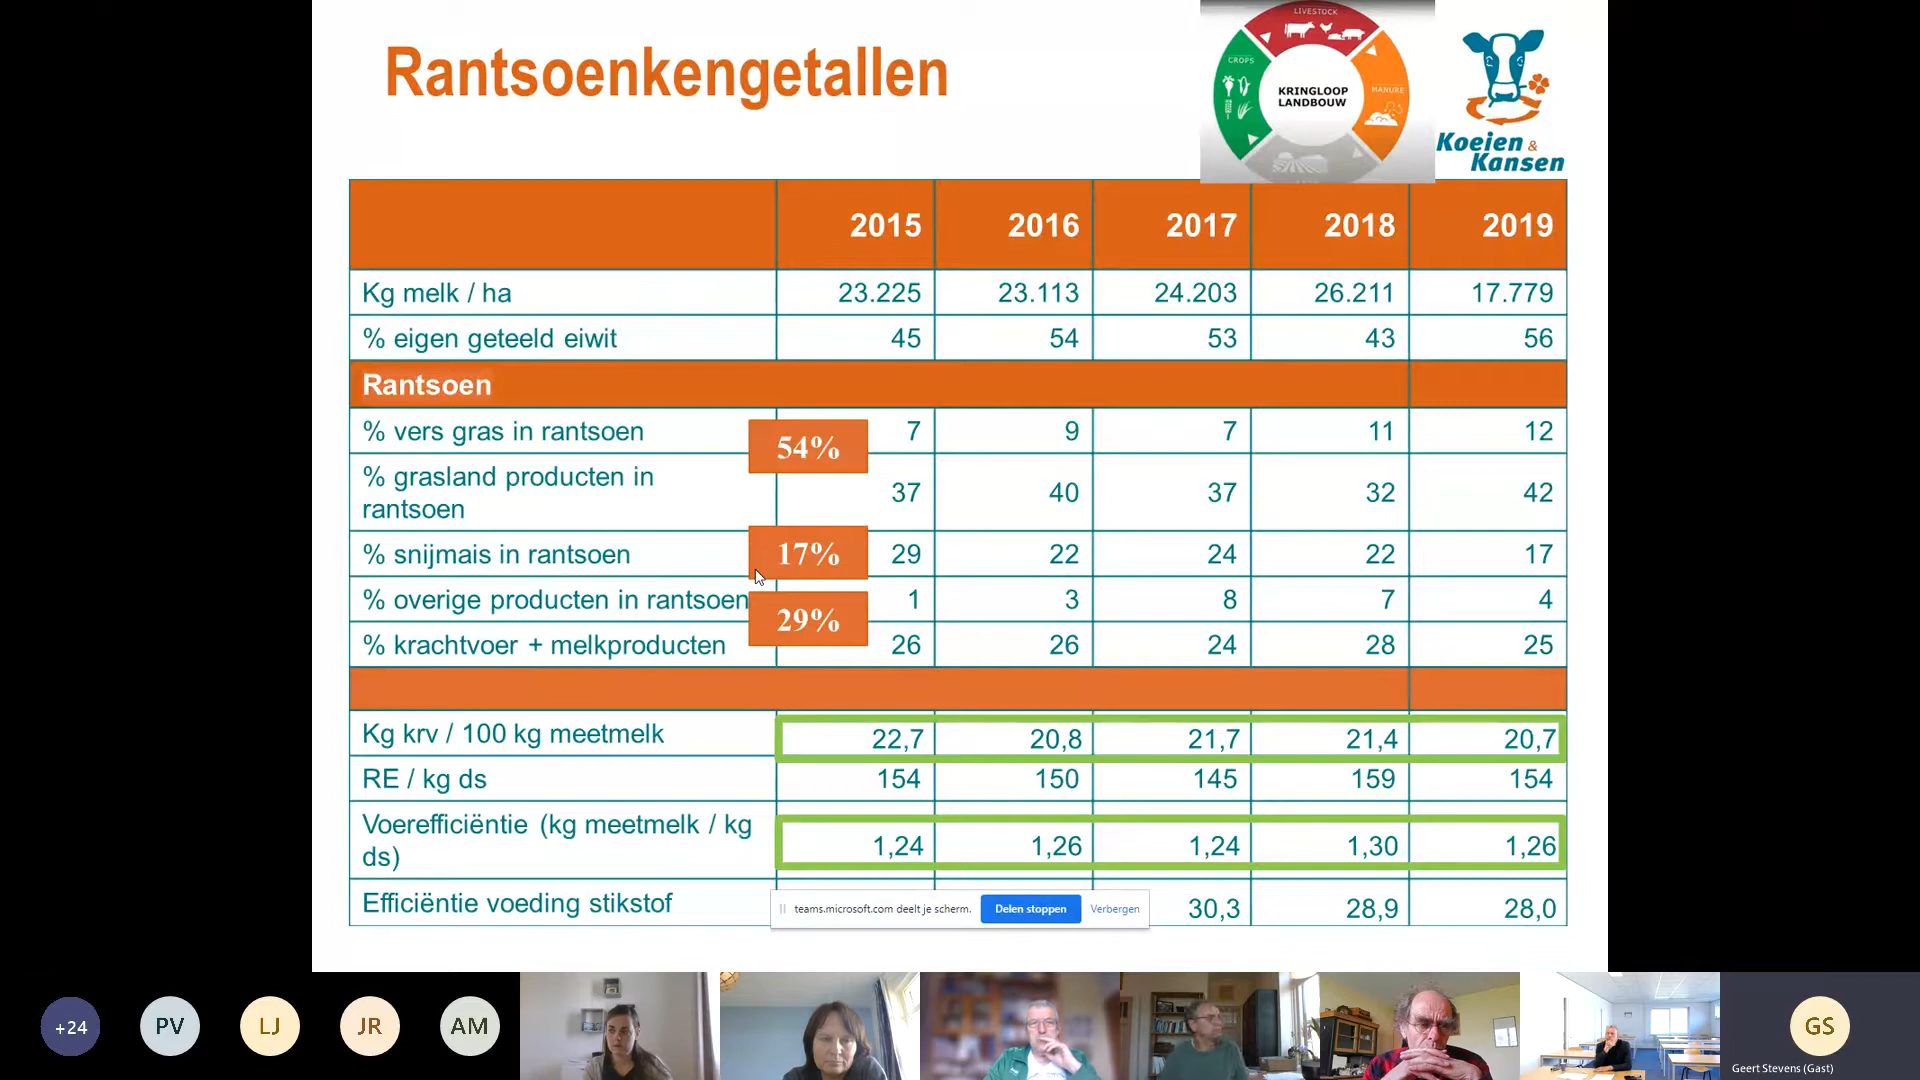 Rantsoenkengetallen
LIVESTOCK
CROPS
MANURE
KRINGLOOP
LANDBOUW
Koeien &
Kansen
2015 2016 2017 2018 2019
Kg melk / ha 23.225 23.113 24.203 26.211 17.779
% eigen geteeld eiwit 45 54 53 43 56
Rantsoen
% vers gras in rantsoen 7 9 7 11 12
54%
% grasland producten in
rantsoen 37 40 37 32 42
% snijmais in rantsoen 17% 29 22 24 22 17
% overige producten in rantsoen 1 3 8 7 4
29%
% krachtvoer + melkproducten 26 26 24 28 25
Kg krv / 100 kg meetmelk 22,7 20,8 21,7 21,4 20,7
RE / kg ds 154 150 145 159 154
Voerefficiëntie (kg meetmelk / kg
ds) 1,24 1,26 1,24 1,30 1,26
Efficiëntie voeding stikstof 30,3 28,9 28,0
teams.microsoft.com deelt je scherm. Delen stoppen Verbergen
+24 PV LJ JR AM GS
Geert Stevens (Gast)